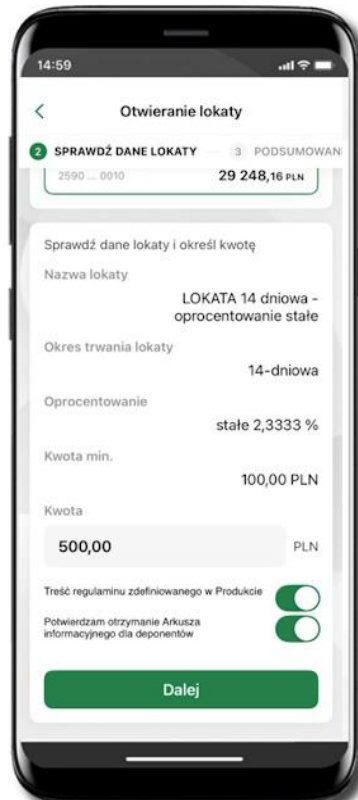 14:59
Otwieranie lokaty
2 SPRAWDŹ DANE LOKATY 3 PODSUMOWANI
2590 ... 0010 29 248,16 PLN
Sprawdź dane lokaty i określ kwotę
Nazwa lokaty
LOKATA 14 dniowa -
oprocentowanie stałe
Okres trwania lokaty
14-dniowa
Oprocentowanie
stałe 2,3333 %
Kwota min.
100,00 PLN
Kwota
500,00 PLN
Treść regulaminu zdefiniowanego w Produkcie
Potwierdzam otrzymanie Arkusza
informacyjnego dla deponentów
Dalej